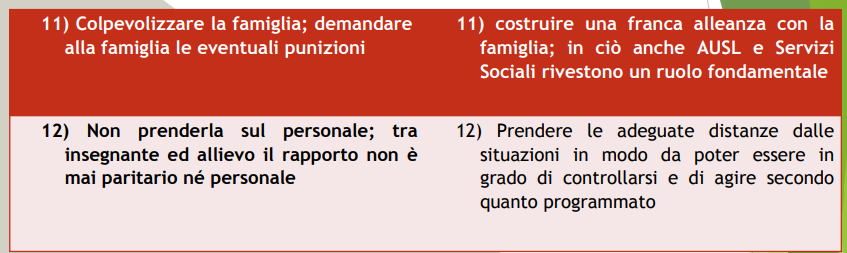 11) Colpevolizzare la famiglia; demandare
alla famiglia le eventuali punizioni
11) costruire una franca alleanza con la
famiglia; in ciò anche AUSL e Servizi
Sociali rivestono un ruolo fondamentale
12) Non prenderla sul personale; tra
insegnante ed allievo il rapporto non è
mai paritario né personale
12) Prendere le adeguate distanze dalle
situazioni in modo da poter essere in
grado di controllarsi e di agire secondo
quanto programmato